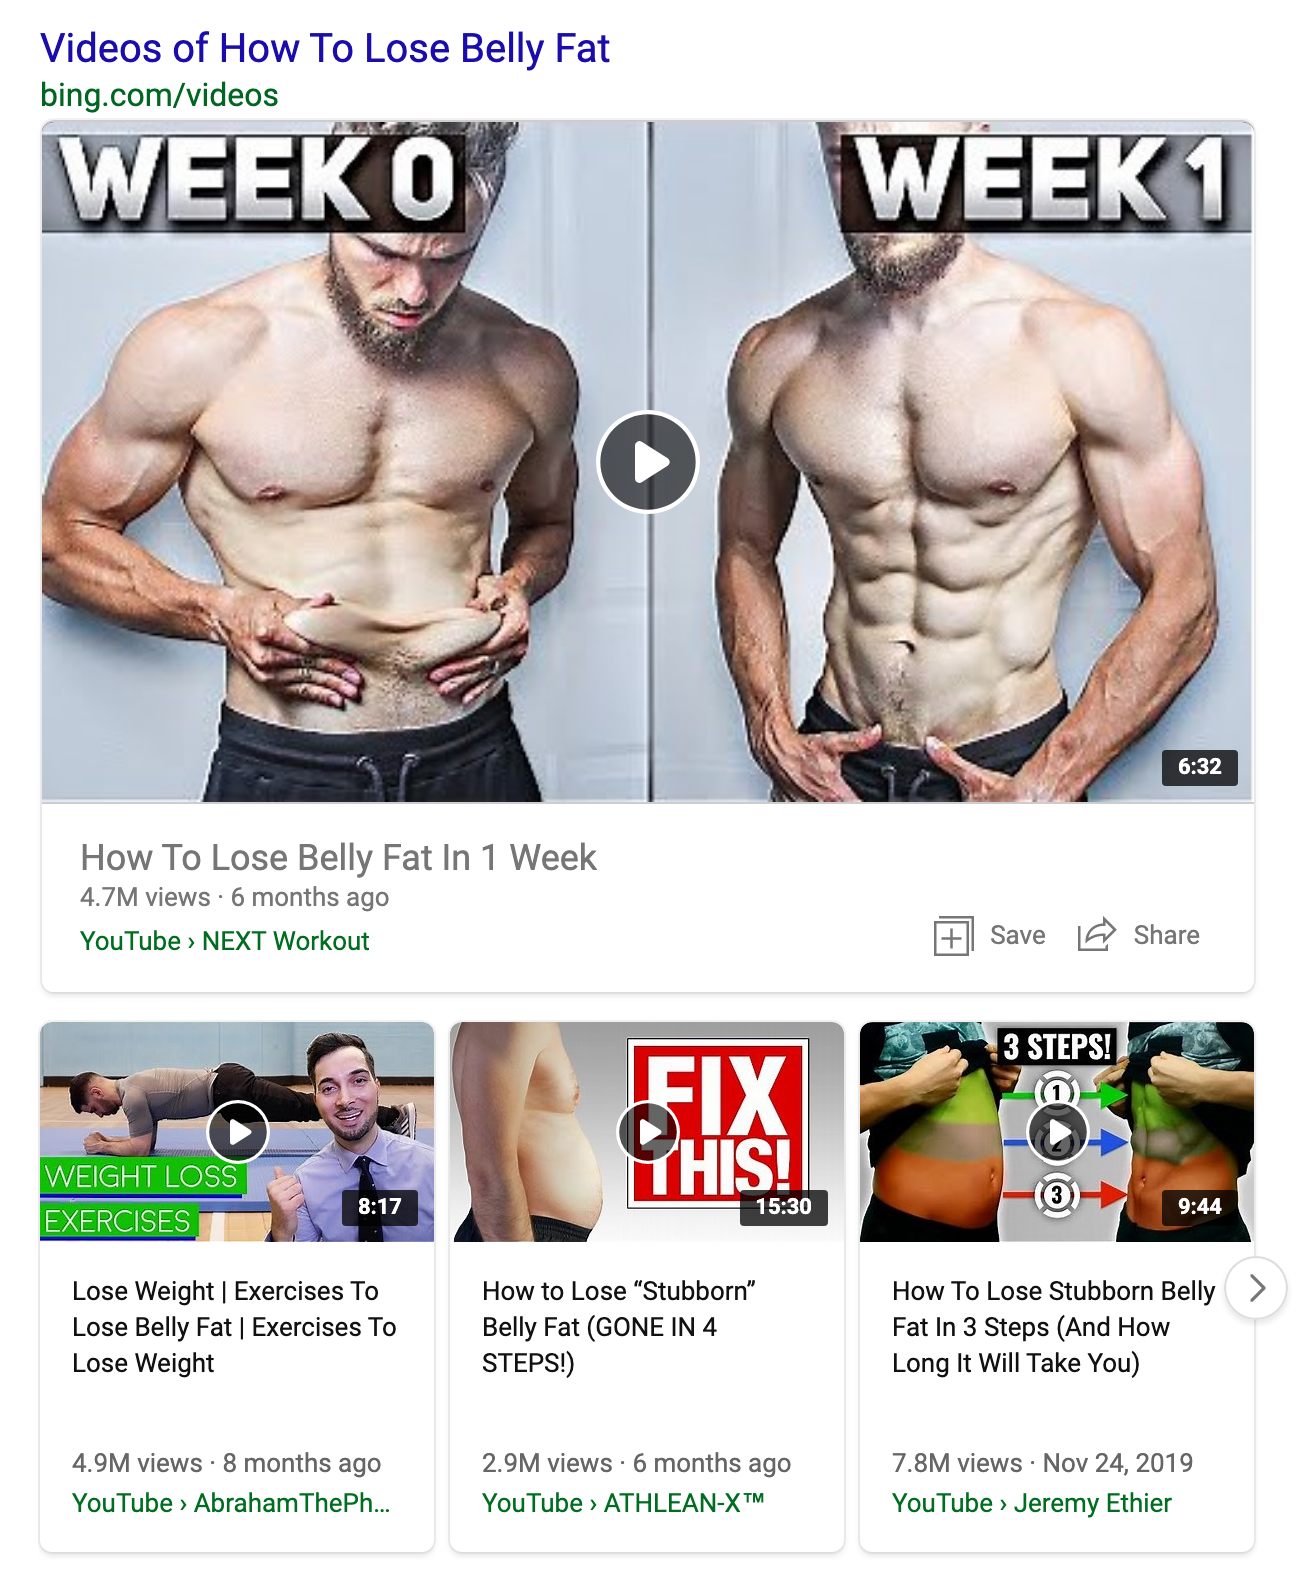 Videos of How To Lose Belly Fat
bing.com/videos
WEEK 0
WEEK 1
6:32
How To Lose Belly Fat In 1 Week
4.7M views · 6 months ago
YouTube › NEXT Workout
Save
Share
WEIGHT LOSS
EXERCISES
8:17
Lose Weight | Exercises To
Lose Belly Fat | Exercises To
Lose Weight
4.9M views · 8 months ago
YouTube › AbrahamThePh...
FIX
THIS!
15:30
How to Lose “Stubborn”
Belly Fat (GONE IN 4
STEPS!)
2.9M views · 6 months ago
YouTube › ATHLEAN-X™
3 STEPS!
1
2
3
9:44
How To Lose Stubborn Belly
Fat In 3 Steps (And How
Long It Will Take You)
7.8M views · Nov 24, 2019
YouTube › Jeremy Ethier